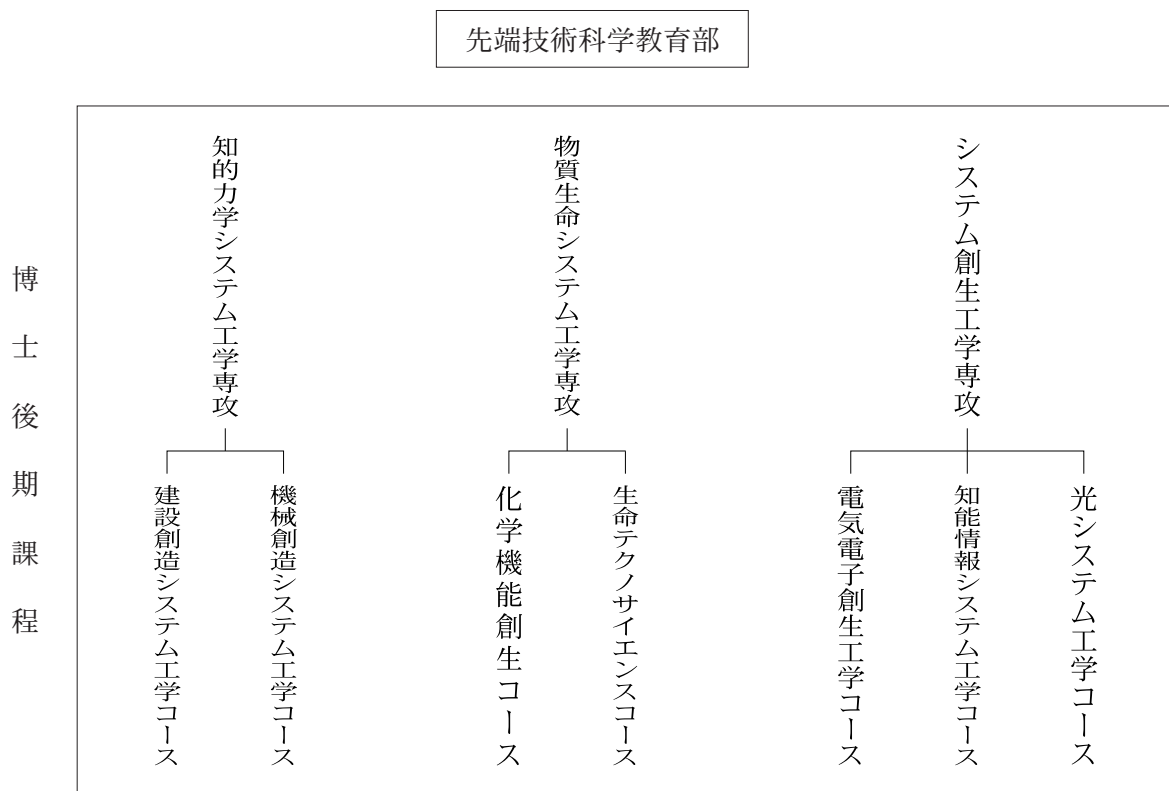 先端技術科学教育部
博士後期課程
知的力学システム工学専攻
建設創造システム工学コース
機械創造システム工学コース
物質生命システム工学専攻
化学機能創生コース
生命テクノサイエンスコース
システム創生工学専攻
電気電子創生工学コース
知能情報システム工学コース
光システム工学コース